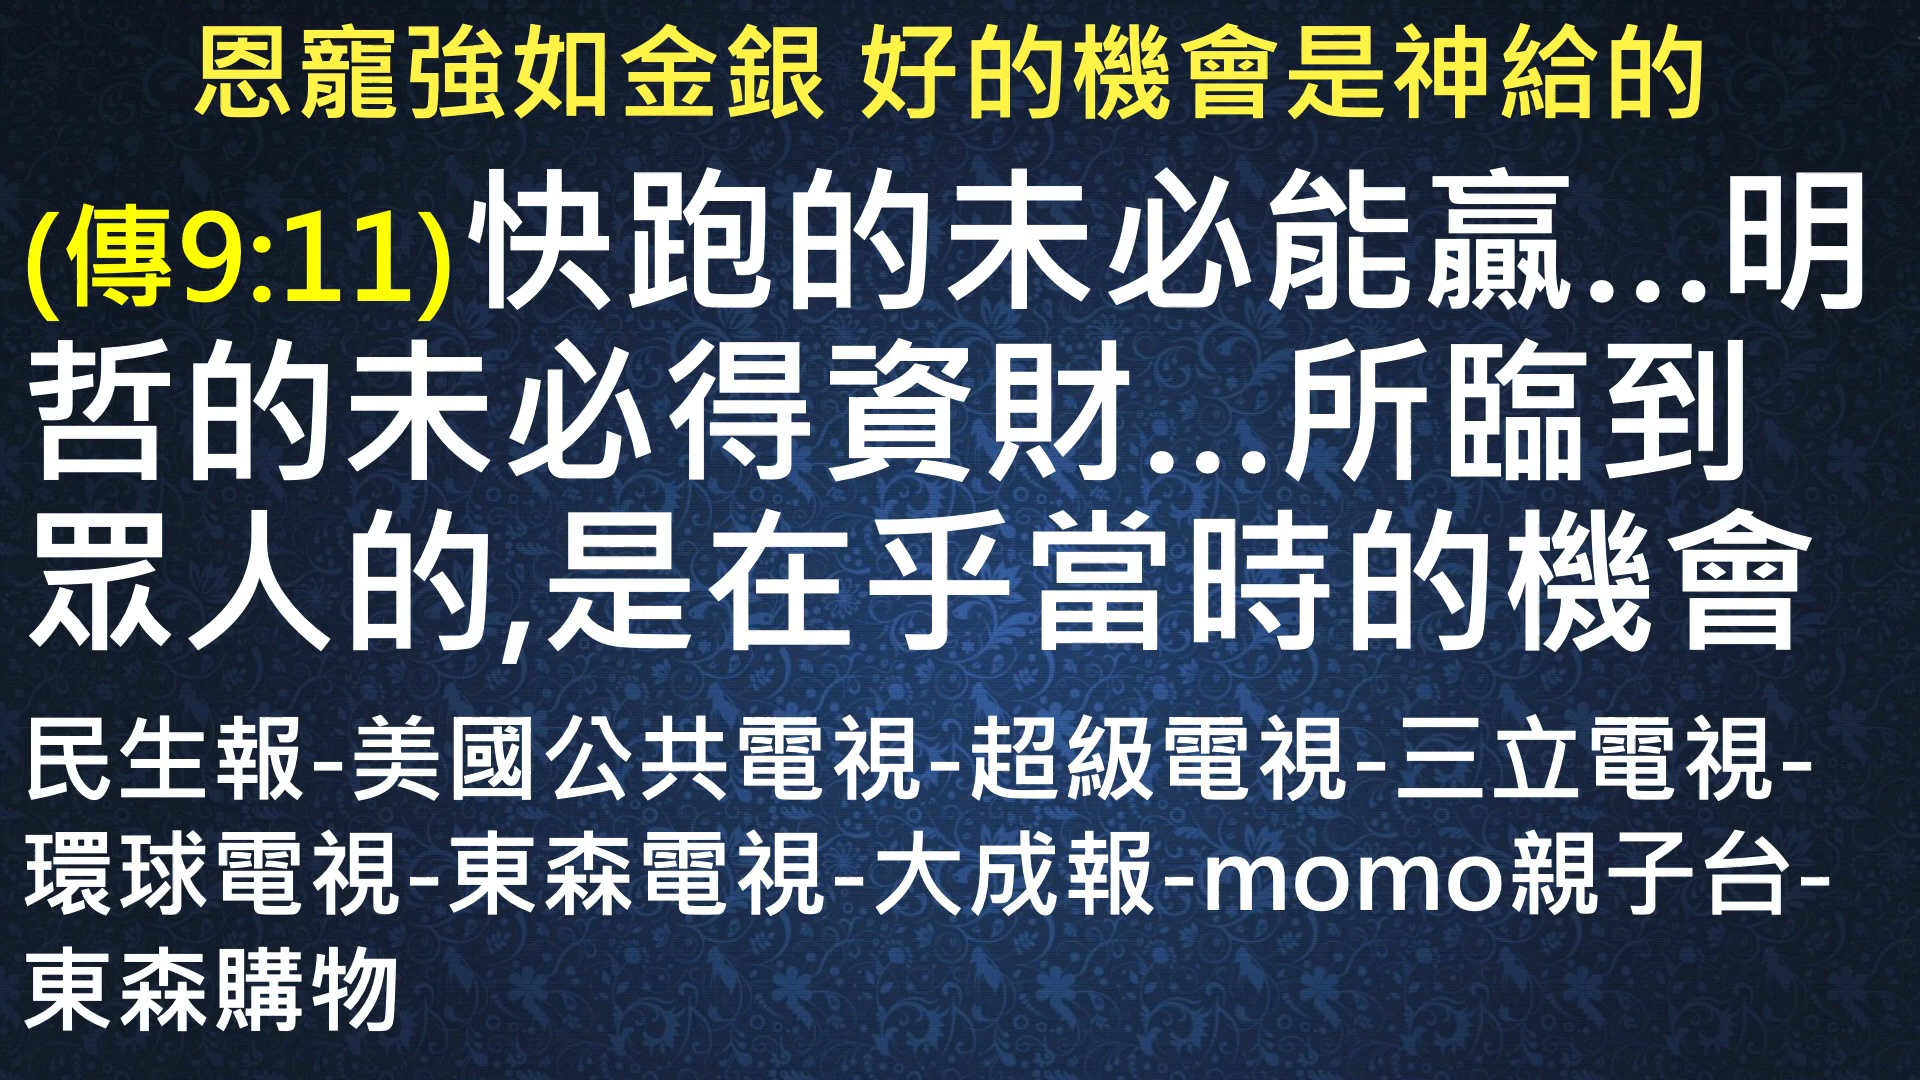 恩寵強如金銀 好的機會是神給的
(傳9:11)快跑的未必能贏…明
哲的未必得資財…所臨到
眾人的,是在乎當時的機會
民生報-美國公共電視-超級電視-三立電視-
環球電視-東森電視-大成報-momo親子台-
東森購物